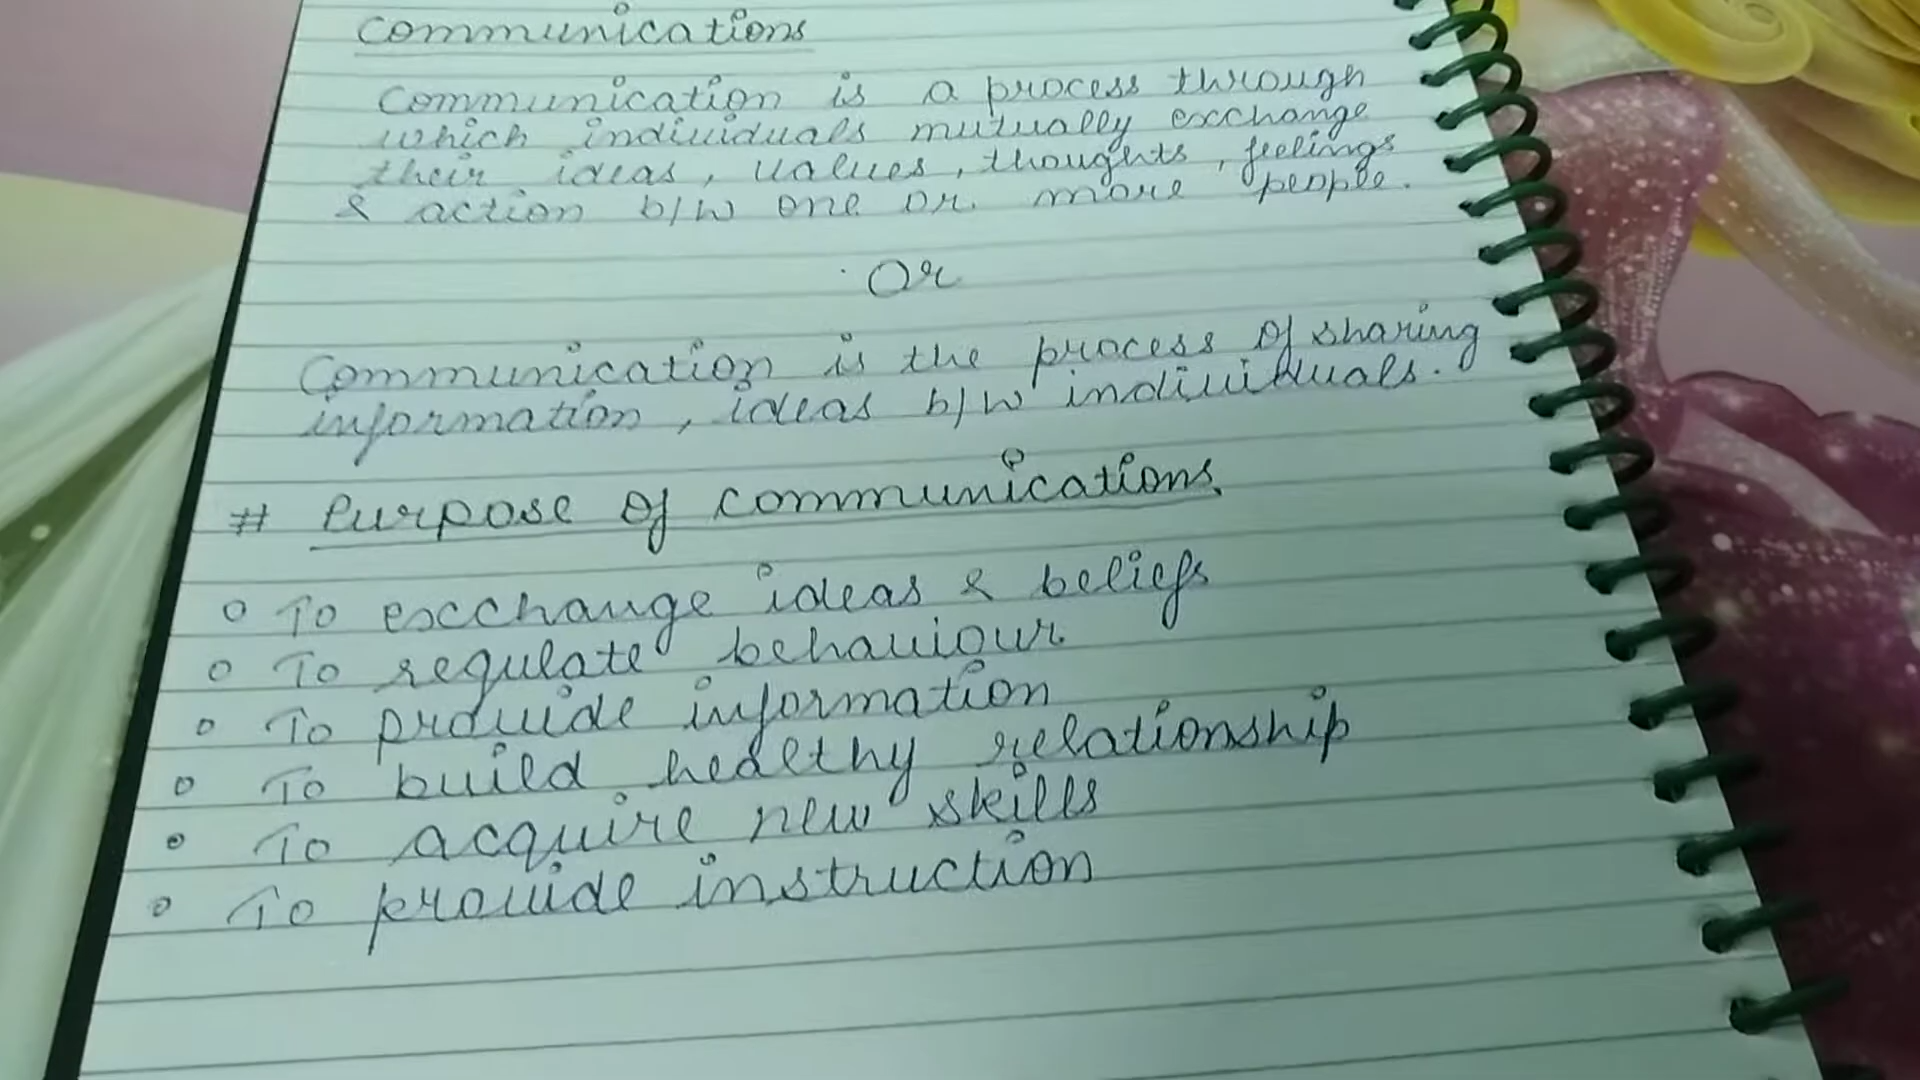 Communications
Communication is a process through
which individuals mutually exchange
their ideas, values, thoughts, feelings
& action b/w one or more people.
Or
Communication is the process of sharing
information, ideas b/w individuals.
# Purpose of communications
o To exchange ideas & beliefs
o To regulate behaviour
o To provide information
o To build healthy relationship
o To acquire new skills
o To provide instruction